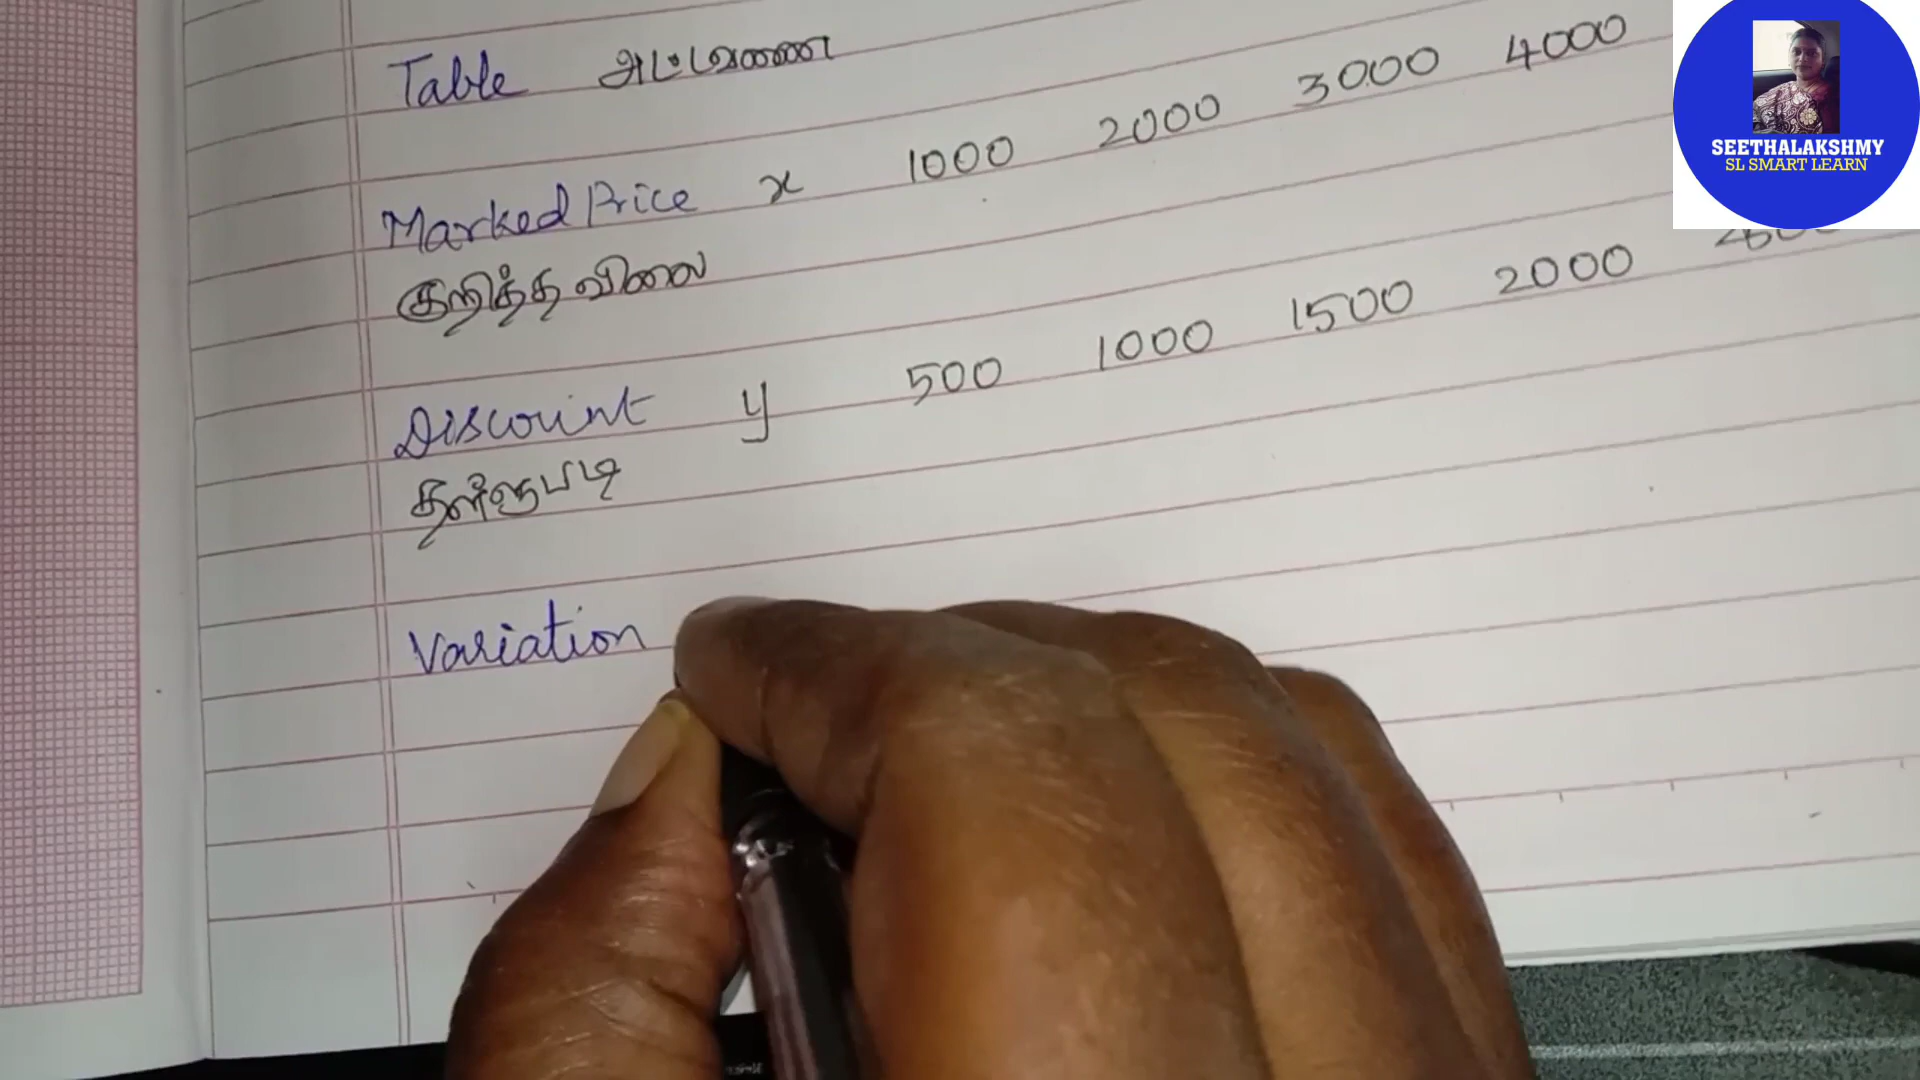 Table அட்டவணை
Marked Price x 1000 2000 3000 4000
குறித்த விலை
Discount y 500 1000 1500 2000
தள்ளுபடி
Variation
SEETHALAKSHMY
SL SMART LEARN